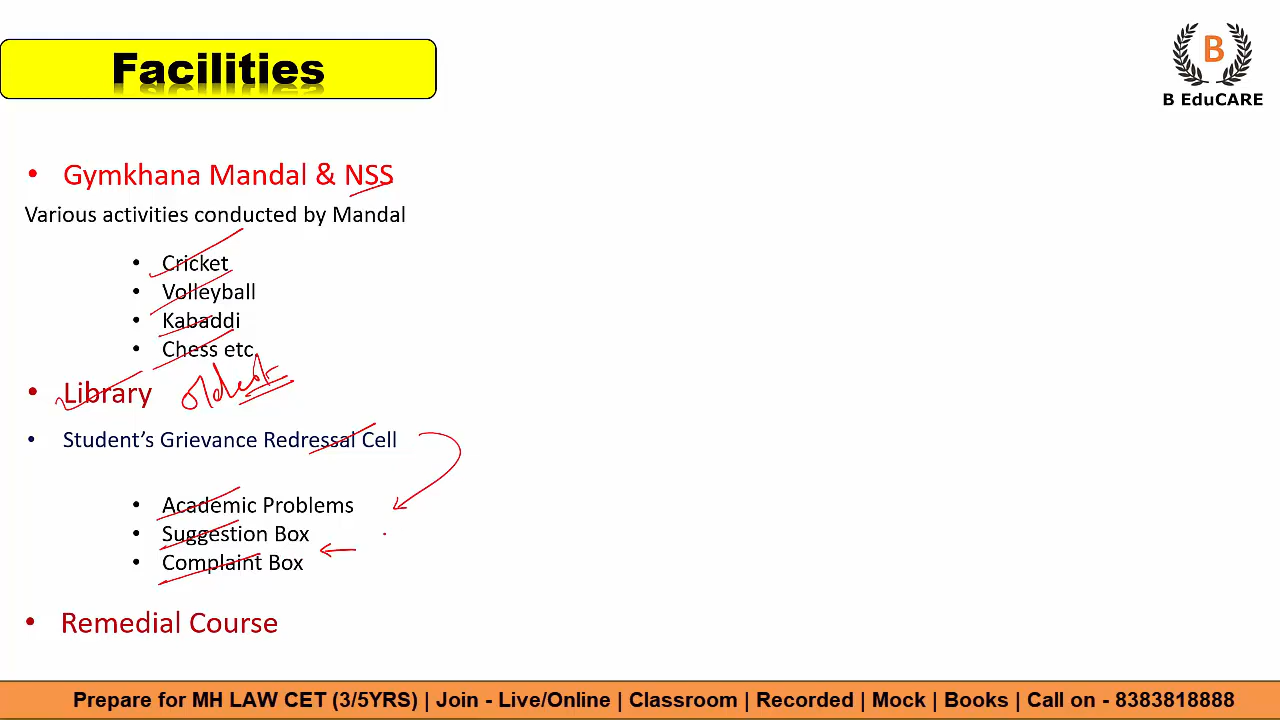 Facilities
B
B EduCARE
• Gymkhana Mandal & NSS
Various activities conducted by Mandal
• Cricket
• Volleyball
• Kabaddi
• Chess etc.
• Library oldest
• Student's Grievance Redressal Cell
• Academic Problems
• Suggestion Box
• Complaint Box
• Remedial Course
Prepare for MH LAW CET (3/5YRS) | Join - Live/Online | Classroom | Recorded | Mock | Books | Call on - 8383818888